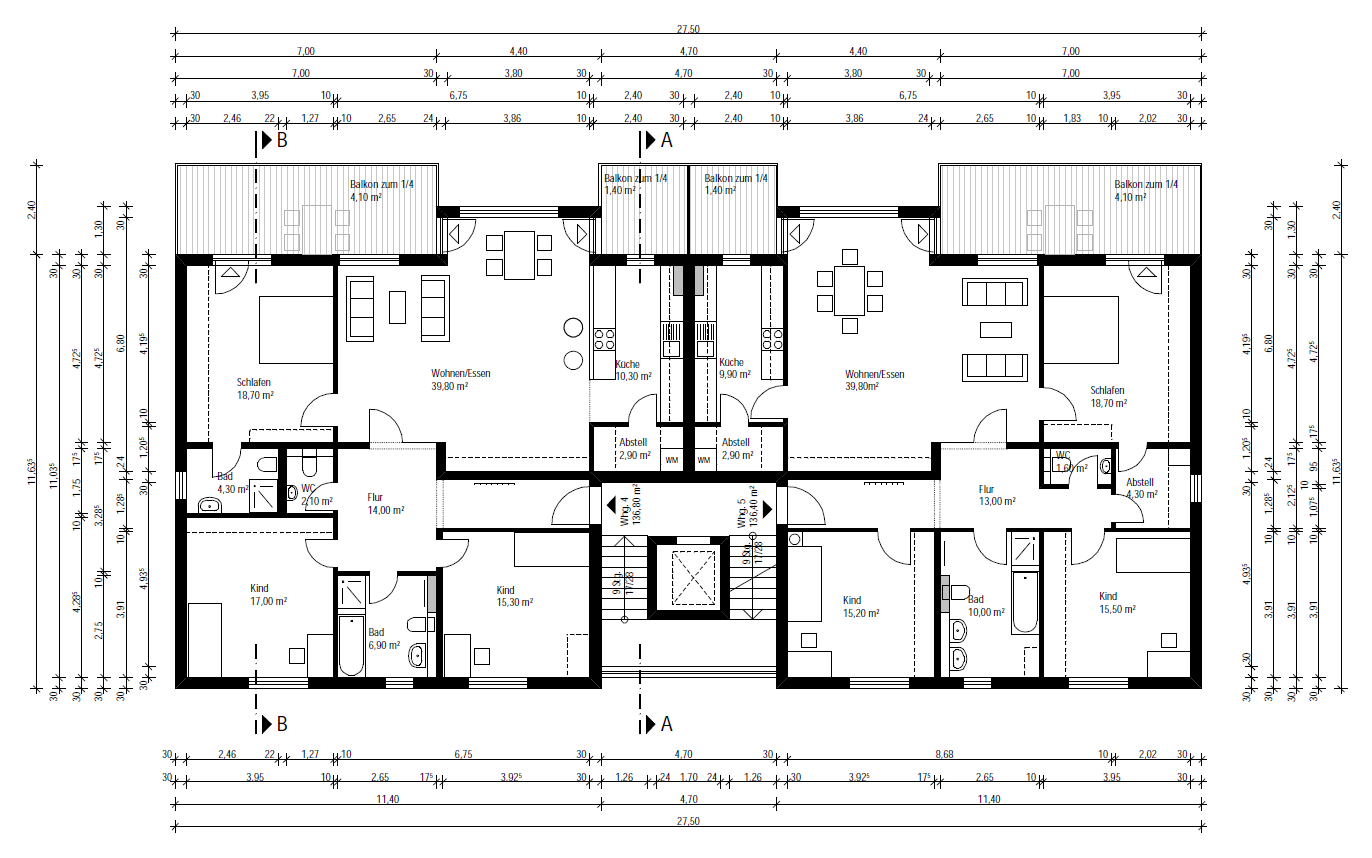 27,50
7,00 4,40 4,70 4,40 7,00
7,00 30 3,80 30 4,70 30 3,80 30 7,00
30 3,95 10 6,75 10 2,40 30 2,40 10 6,75 10 3,95 30
30 2,46 22 1,27 10 2,65 24 3,86 10 2,40 30 2,40 10 3,86 24 2,65 10 1,83 10 2,02 30
B
A
Balkon zum 1/4
4,10 m²
Balkon zum 1/4
1,40 m²
Balkon zum 1/4
1,40 m²
Balkon zum 1/4
4,10 m²
2,40
11,63⁵
30
11,03⁵
30
30
4,72⁵
17⁵
1,75
10
4,28⁵
30
1,30
30
4,72⁵
17⁵
3,28⁵
10
2,75
30
30
6,80
24
1,28⁵
10
3,91
30
30
4,19⁵
10
1,20⁵
30
4,93⁵
30
Schlafen
18,70 m²
Wohnen/Essen
39,80 m²
Küche
10,30 m²
Küche
9,90 m²
Wohnen/Essen
39,80m²
Schlafen
18,70 m²
Abstell
2,90 m²
WM
Abstell
2,90 m²
WM
Bad
4,30 m²
WC
2,10 m²
Flur
14,00 m²
Whg. 4
136,80 m²
Whg. 5
136,40 m²
Flur
13,00 m²
WC
1,60 m²
Abstell
4,30 m²
Kind
17,00 m²
Bad
6,90 m²
Kind
15,30 m²
9 Stg.
17/28
9 Stg.
17/28
Kind
15,20 m²
Bad
10,00 m²
Kind
15,50 m²
30
4,19⁵
10
1,20⁵
30
4,93⁵
30
30
30
6,80
24
1,28⁵
10
3,91
30
1,30
30
4,72⁵
17⁵
2,12⁵
10
3,91
30
30
4,72⁵
17⁵
95
10
1,07⁵
10
3,91
30
2,40
11,63⁵
B
A
30 2,46 22 1,27 10 6,75 30 4,70 30 8,68 10 2,02 30
30 3,95 10 2,65 17⁵ 3,92⁵ 30 1,26 24 1,70 24 1,26 30 3,92⁵ 17⁵ 2,65 10 3,95 30
11,40 4,70 11,40
27,50